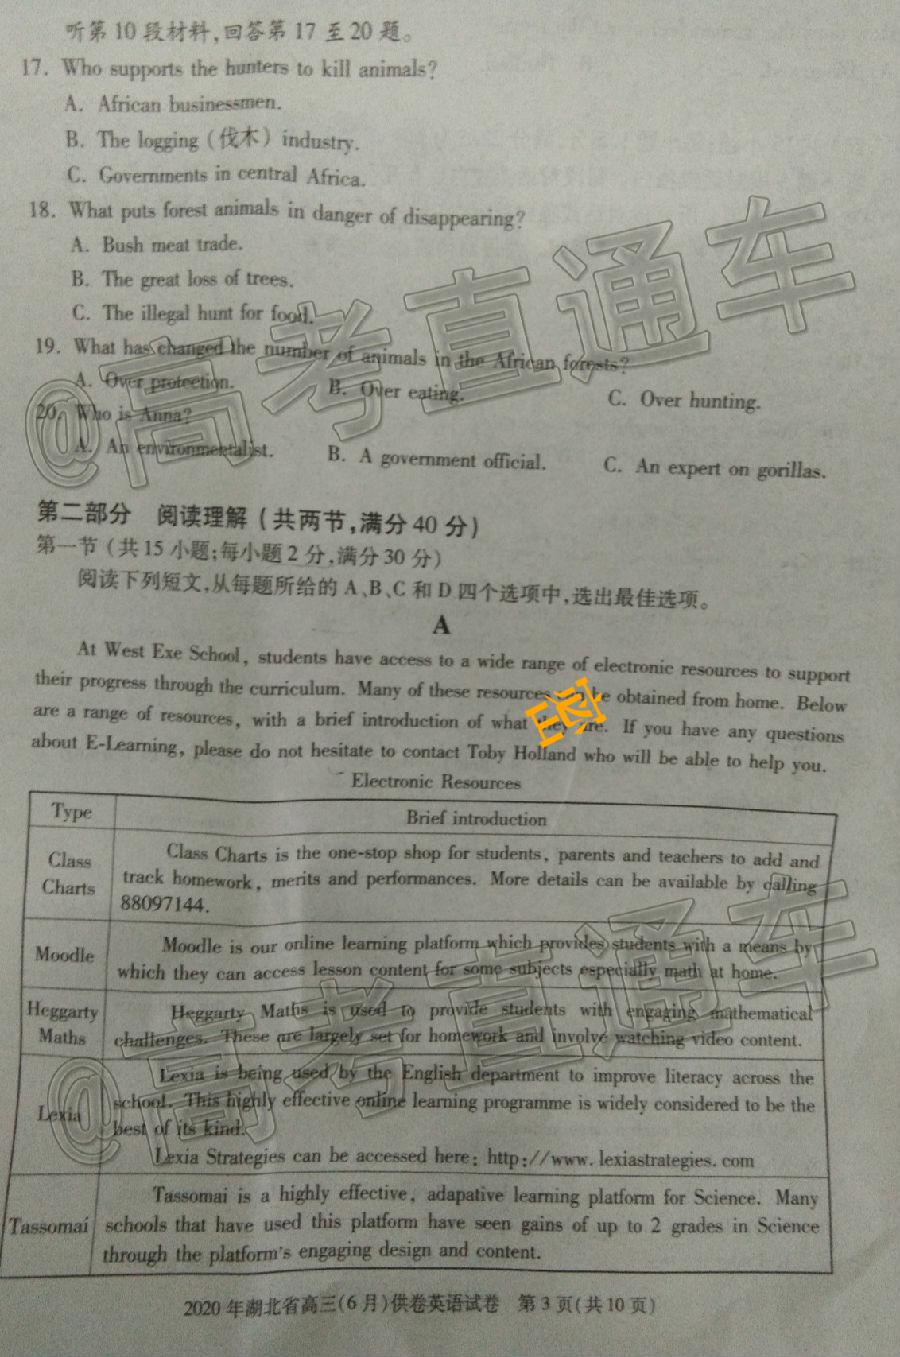 听第 10 段材料,回答第 17 至 20 题。
17. Who supports the hunters to kill animals?
A. African businessmen.
B. The logging (伐木) industry.
C. Governments in central Africa.
18. What puts forest animals in danger of disappearing?
A. Bush meat trade.
B. The great loss of trees.
C. The illegal hunt for food.
19. What has changed the number of animals in the African forests?
A. Over protection. B. Over eating. C. Over hunting.
20. Who is Anna?
A. An environmentalist. B. A government official. C. An expert on gorillas.
第二部分 阅读理解(共两节,满分 40 分)
第一节(共 15 小题;每小题 2 分,满分 30 分)
阅读下列短文,从每题所给的 A、B、C 和 D 四个选项中,选出最佳选项。
A
At West Exe School, students have access to a wide range of electronic resources to support
their progress through the curriculum. Many of these resources can be obtained from home. Below
are a range of resources, with a brief introduction of what they are. If you have any questions
about E-Learning, please do not hesitate to contact Toby Holland who will be able to help you.
Electronic Resources
Type Brief introduction
Class Charts
Class Charts is the one-stop shop for students, parents and teachers to add and
track homework, merits and performances. More details can be available by calling
88097144.
Moodle
Moodle is our online learning platform which provides students with a means by
which they can access lesson content for some subjects especially math at home.
Heggarty Maths
Heggarty Maths is used to provide students with engaging mathematical
challenges. These are largely set for homework and involve watching video content.
Lexia
Lexia is being used by the English department to improve literacy across the
school. This highly effective online learning programme is widely considered to be the
best of its kind.
Lexia Strategies can be accessed here: http://www.lexiastrategies.com
Tassomai
Tassomai is a highly effective, adapative learning platform for Science. Many
schools that have used this platform have seen gains of up to 2 grades in Science
through the platform's engaging design and content.
2020 年湖北省高三(6 月)供卷英语试卷 第 3 页(共 10 页)
@高考直通车
@高考直通车